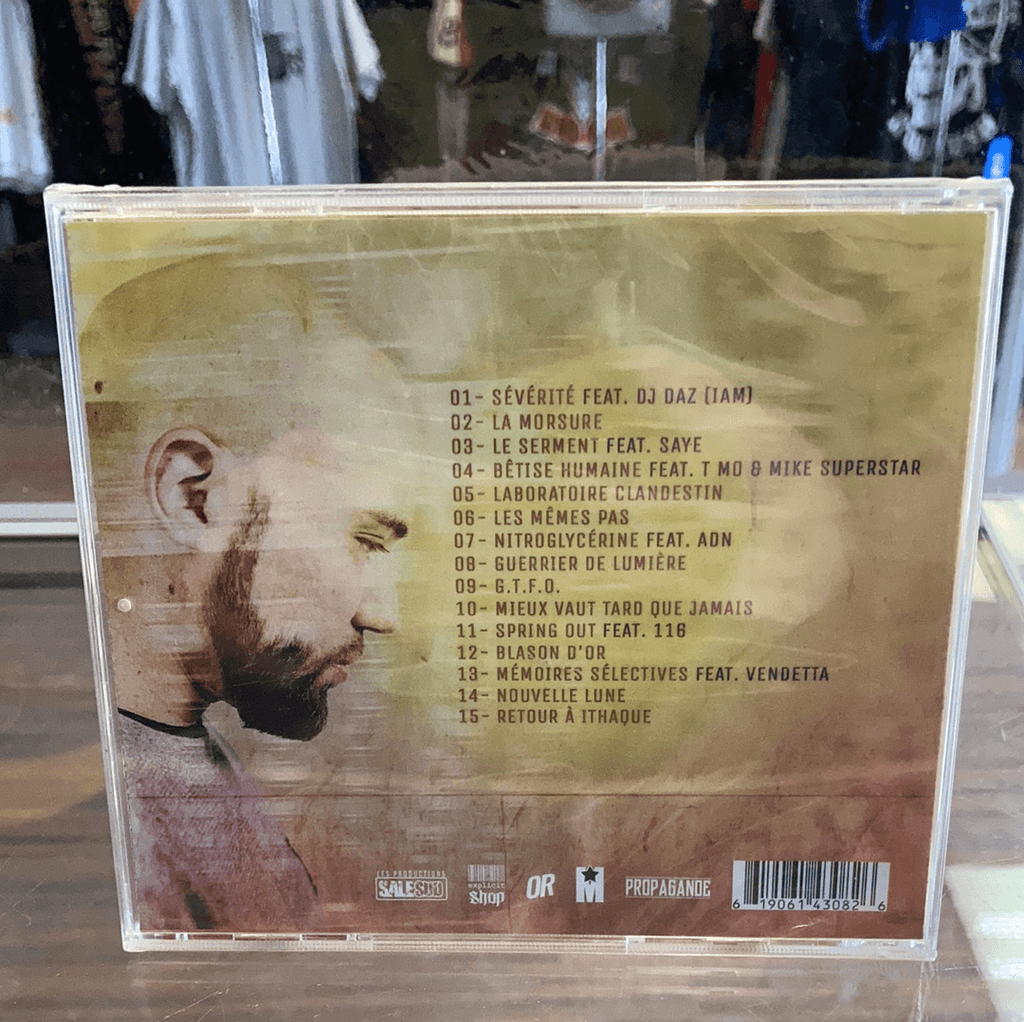 01- SÉVÉRITÉ FEAT. DJ DAZ (IAM)
02- LA MORSURE
03- LE SERMENT FEAT. SAYE
04- BÊTISE HUMAINE FEAT. T MO & MIKE SUPERSTAR
05- LABORATOIRE CLANDESTIN
06- LES MÊMES PAS
07- NITROGLYCÉRINE FEAT. ADN
08- GUERRIER DE LUMIÈRE
09- G.T.F.O.
10- MIEUX VAUT TARD QUE JAMAIS
11- SPRING OUT FEAT. 116
12- BLASON D'OR
13- MÉMOIRES SÉLECTIVES FEAT. VENDETTA
14- NOUVELLE LUNE
15- RETOUR À ITHAQUE
LES PRODUCTIONS
SALESUD
explicit
shop
OR
M
PROPAGANDE
6 19061 43082 6